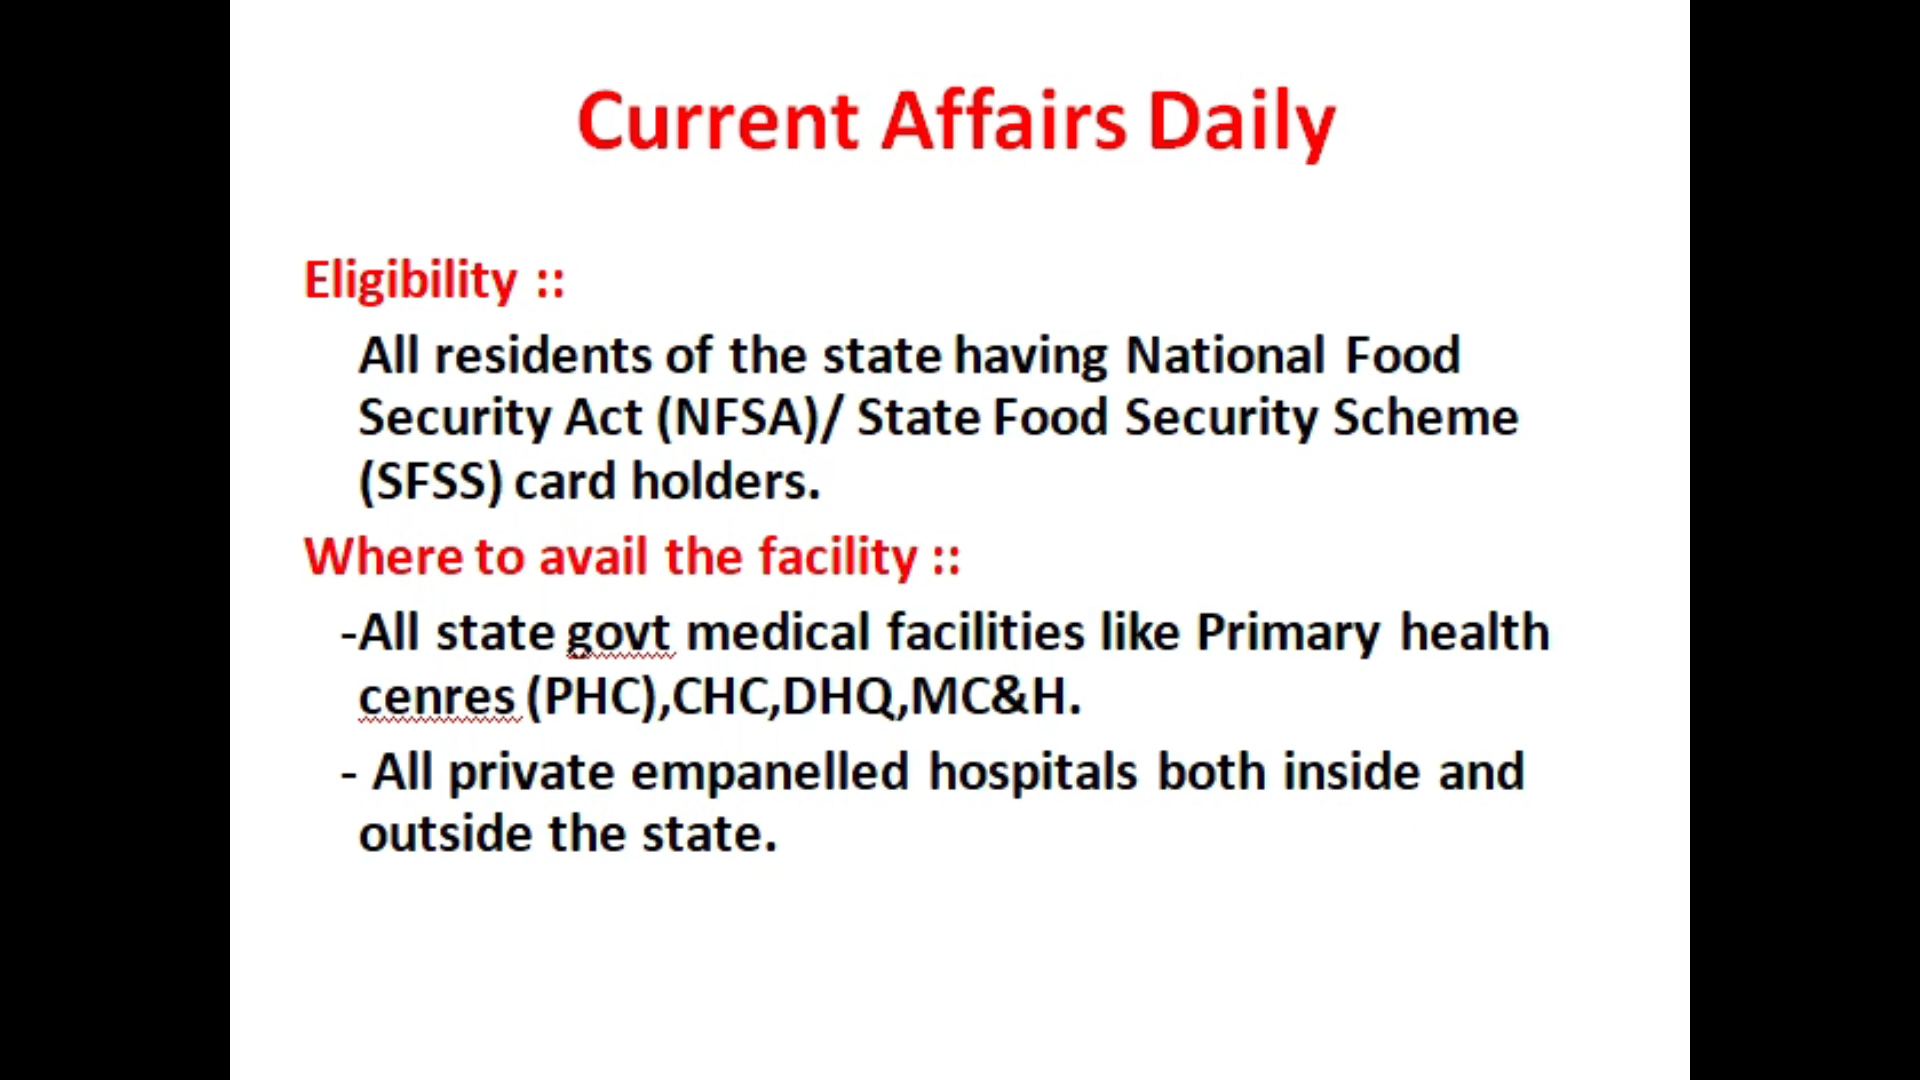 Current Affairs Daily
Eligibility ::
All residents of the state having National Food
Security Act (NFSA)/ State Food Security Scheme
(SFSS) card holders.
Where to avail the facility ::
-All state govt medical facilities like Primary health
cenres (PHC),CHC,DHQ,MC&H.
- All private empanelled hospitals both inside and
outside the state.